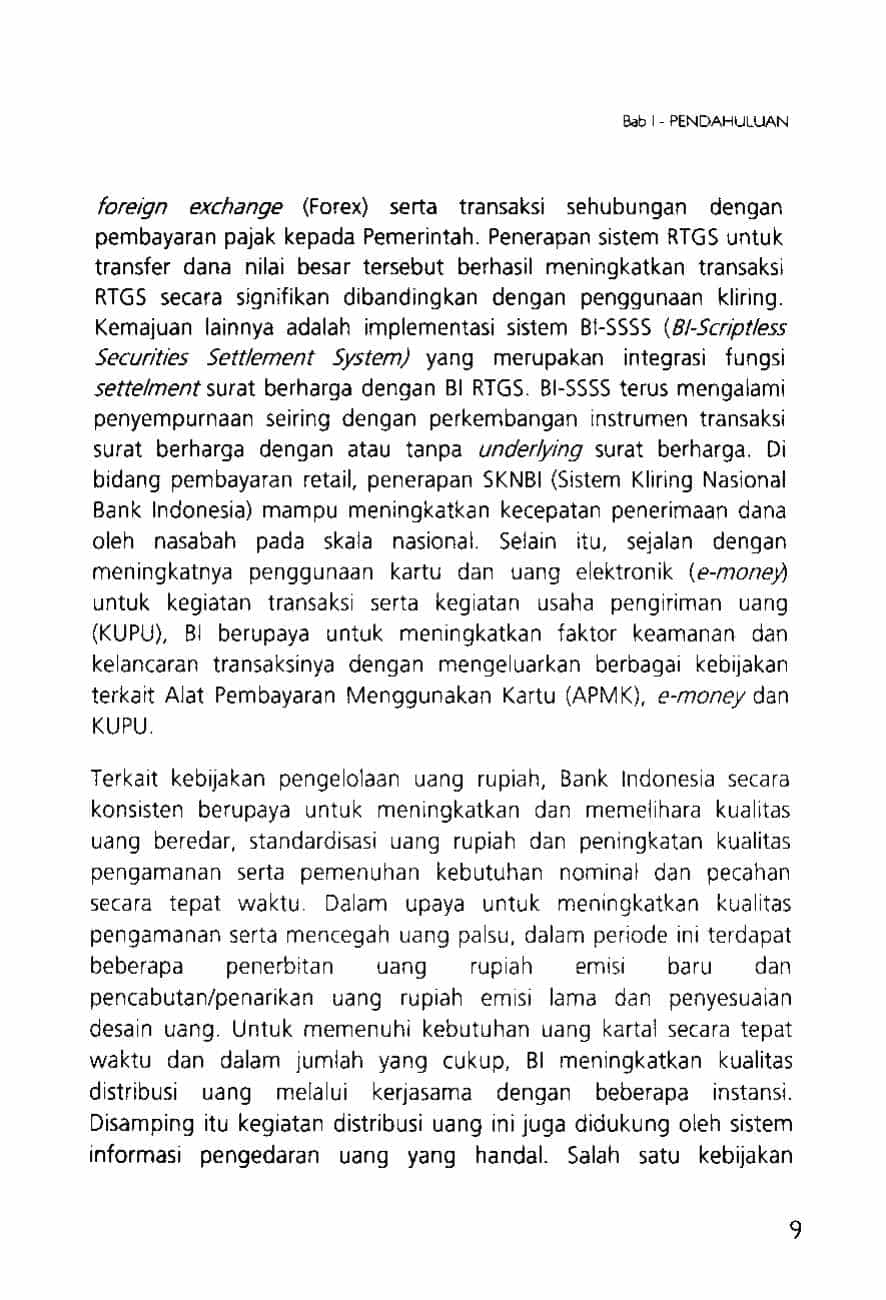 Bab I - PENDAHULUAN
foreign exchange (Forex) serta transaksi sehubungan dengan
pembayaran pajak kepada Pemerintah. Penerapan sistem RTGS untuk
transfer dana nilai besar tersebut berhasil meningkatkan transaksi
RTGS secara signifikan dibandingkan dengan penggunaan kliring.
Kemajuan lainnya adalah implementasi sistem BI-SSSS (BI-Scriptless
Securities Settlement System) yang merupakan integrasi fungsi
settelment surat berharga dengan BI RTGS. BI-SSSS terus mengalami
penyempurnaan seiring dengan perkembangan instrumen transaksi
surat berharga dengan atau tanpa underlying surat berharga. Di
bidang pembayaran retail, penerapan SKNBI (Sistem Kliring Nasional
Bank Indonesia) mampu meningkatkan kecepatan penerimaan dana
oleh nasabah pada skala nasional. Selain itu, sejalan dengan
meningkatnya penggunaan kartu dan uang elektronik (e-money)
untuk kegiatan transaksi serta kegiatan usaha pengiriman uang
(KUPU), BI berupaya untuk meningkatkan faktor keamanan dan
kelancaran transaksinya dengan mengeluarkan berbagai kebijakan
terkait Alat Pembayaran Menggunakan Kartu (APMK), e-money dan
KUPU.
Terkait kebijakan pengelolaan uang rupiah, Bank Indonesia secara
konsisten berupaya untuk meningkatkan dan memelihara kualitas
uang beredar, standardisasi uang rupiah dan peningkatan kualitas
pengamanan serta pemenuhan kebutuhan nominal dan pecahan
secara tepat waktu. Dalam upaya untuk meningkatkan kualitas
pengamanan serta mencegah uang palsu, dalam periode ini terdapat
beberapa penerbitan uang rupiah emisi baru dan
pencabutan/penarikan uang rupiah emisi lama dan penyesuaian
desain uang. Untuk memenuhi kebutuhan uang kartal secara tepat
waktu dan dalam jumlah yang cukup, BI meningkatkan kualitas
distribusi uang melalui kerjasama dengan beberapa instansi.
Disamping itu kegiatan distribusi uang ini juga didukung oleh sistem
informasi pengedaran uang yang handal. Salah satu kebijakan
9